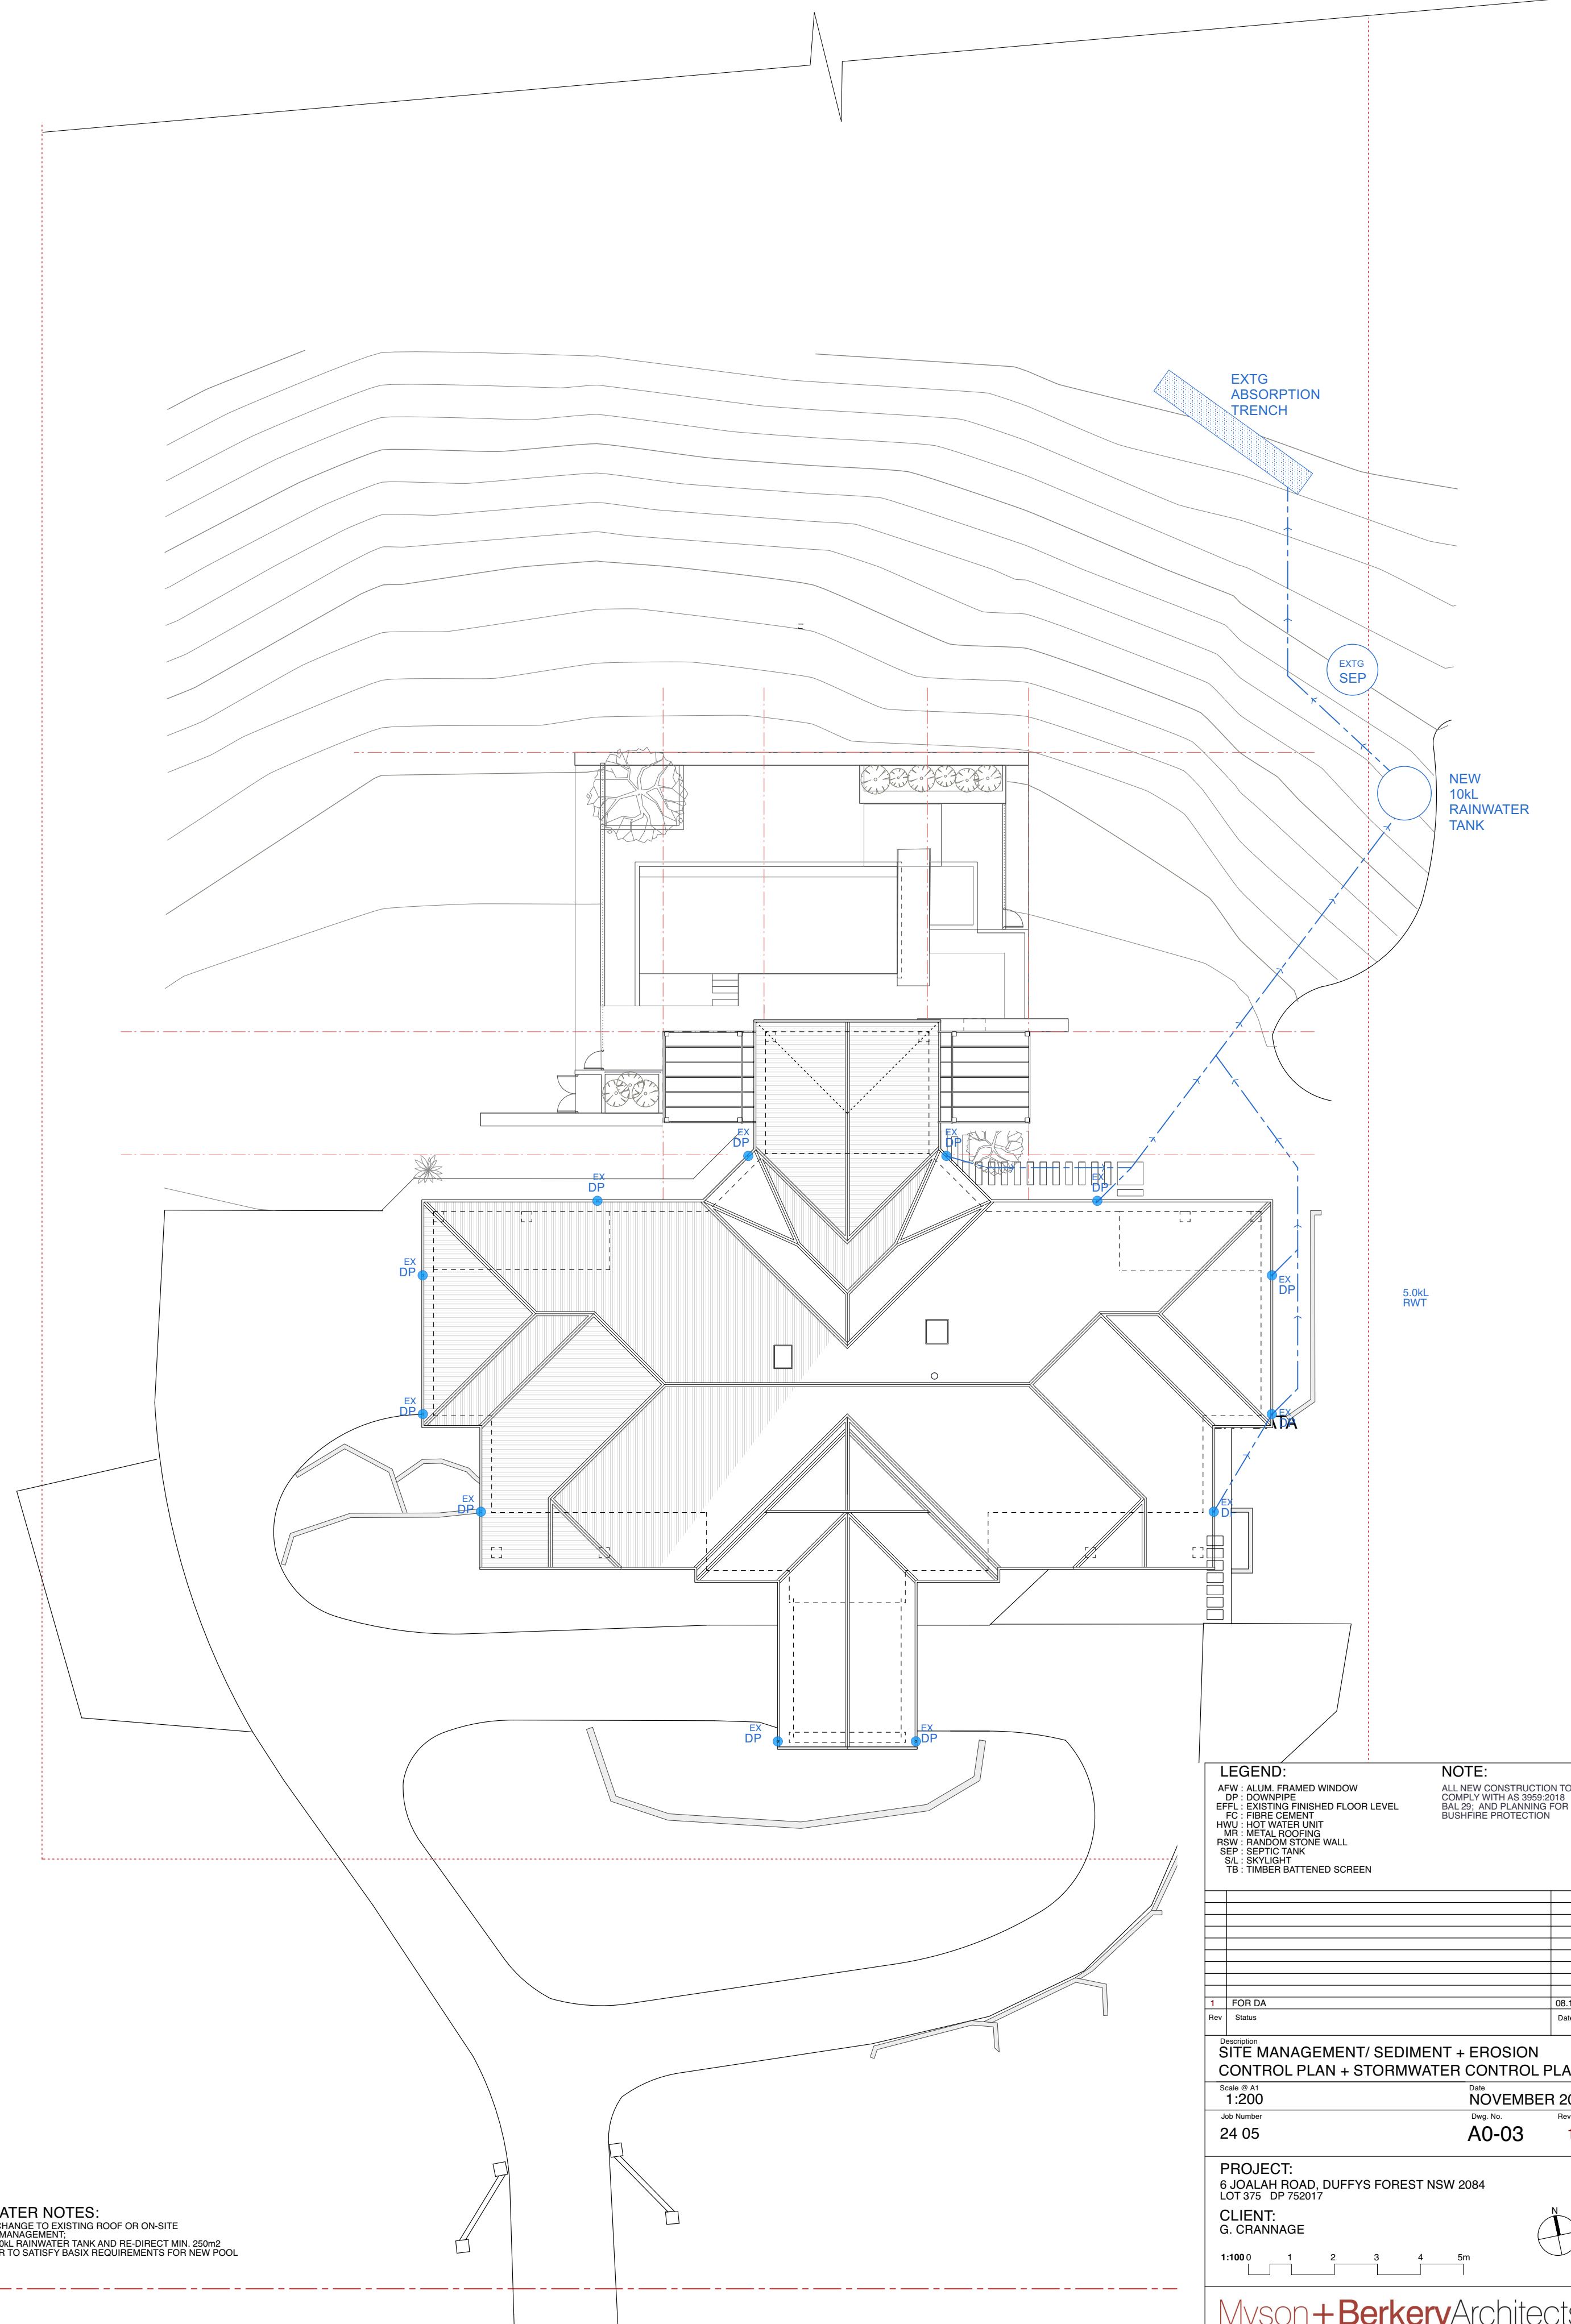 EXTG
ABSORPTION
TRENCH
EXTG
SEP
NEW
10kL
RAINWATER
TANK
EX
DP
EX
DP
EX
DP
EX
DP
EX
DP
EX
DP
5.0kL
RWT
EX
DP
EX
EX
DP
EX
EX
DP
EX
DP
LEGEND:
AFW : ALUM. FRAMED WINDOW
DP : DOWNPIPE
EFFL : EXISTING FINISHED FLOOR LEVEL
FC : FIBRE CEMENT
HWU : HOT WATER UNIT
MR : METAL ROOFING
RSW : RANDOM STONE WALL
SEP : SEPTIC TANK
S/L : SKYLIGHT
TB : TIMBER BATTENED SCREEN
NOTE:
ALL NEW CONSTRUCTION TO
COMPLY WITH AS 3959:2018
BAL 29; AND PLANNING FOR
BUSHFIRE PROTECTION
1 FOR DA 08.1
Rev Status Date
Description
SITE MANAGEMENT/ SEDIMENT + EROSION
CONTROL PLAN + STORMWATER CONTROL PLA
Scale @ A1
1:200
Date
NOVEMBER 20
Job Number
24 05
Dwg. No.
A0-03
Rev
1
PROJECT:
6 JOALAH ROAD, DUFFYS FOREST NSW 2084
LOT 375 DP 752017
CLIENT:
G. CRANNAGE
N
1:100 0 1 2 3 4 5m
Myson+BerkeryArchitects
ATER NOTES:
CHANGE TO EXISTING ROOF OR ON-SITE
MANAGEMENT;
0kL RAINWATER TANK AND RE-DIRECT MIN. 250m2
R TO SATISFY BASIX REQUIREMENTS FOR NEW POOL